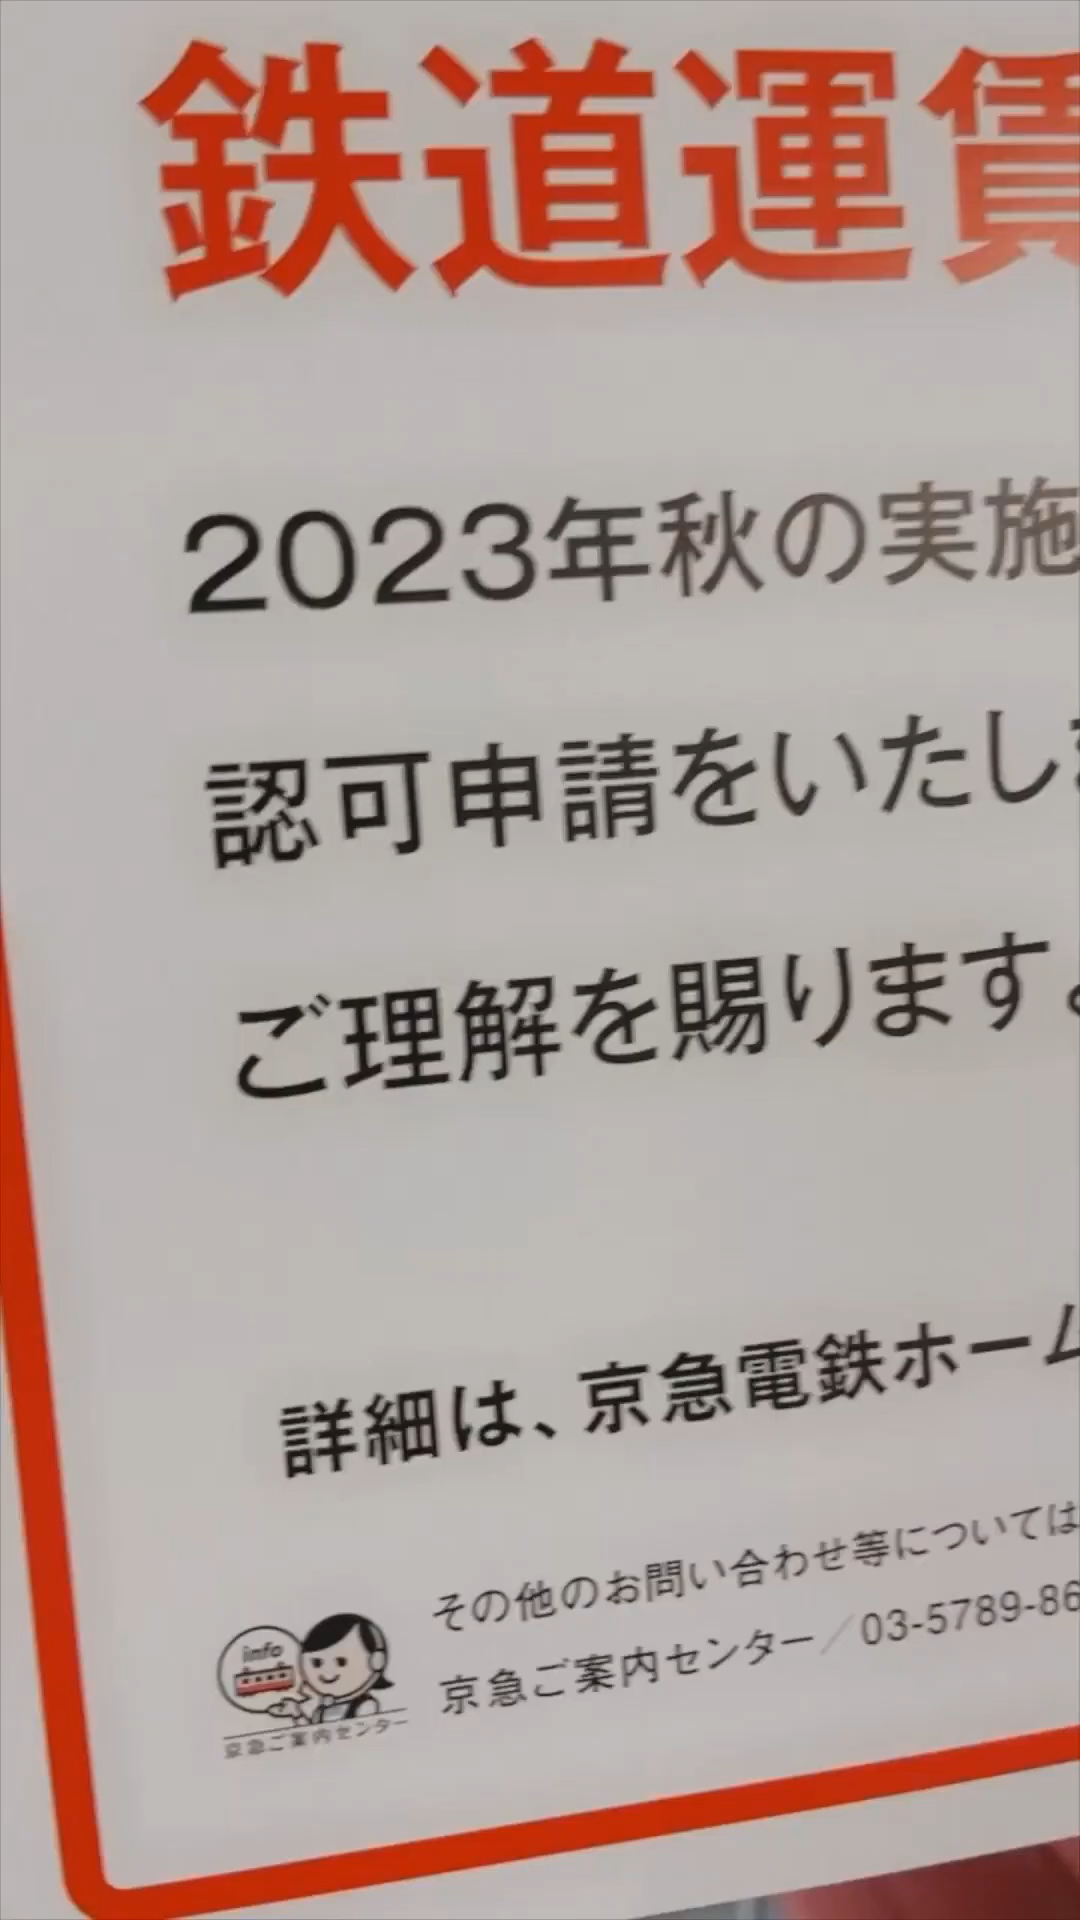 鉄道運賃
2023年秋の実施
認可申請をいたしま
ご理解を賜ります。
詳細は、京急電鉄ホーム
その他のお問い合わせ等については
京急ご案内センター/03-5789-86
info
京急ご案内センター